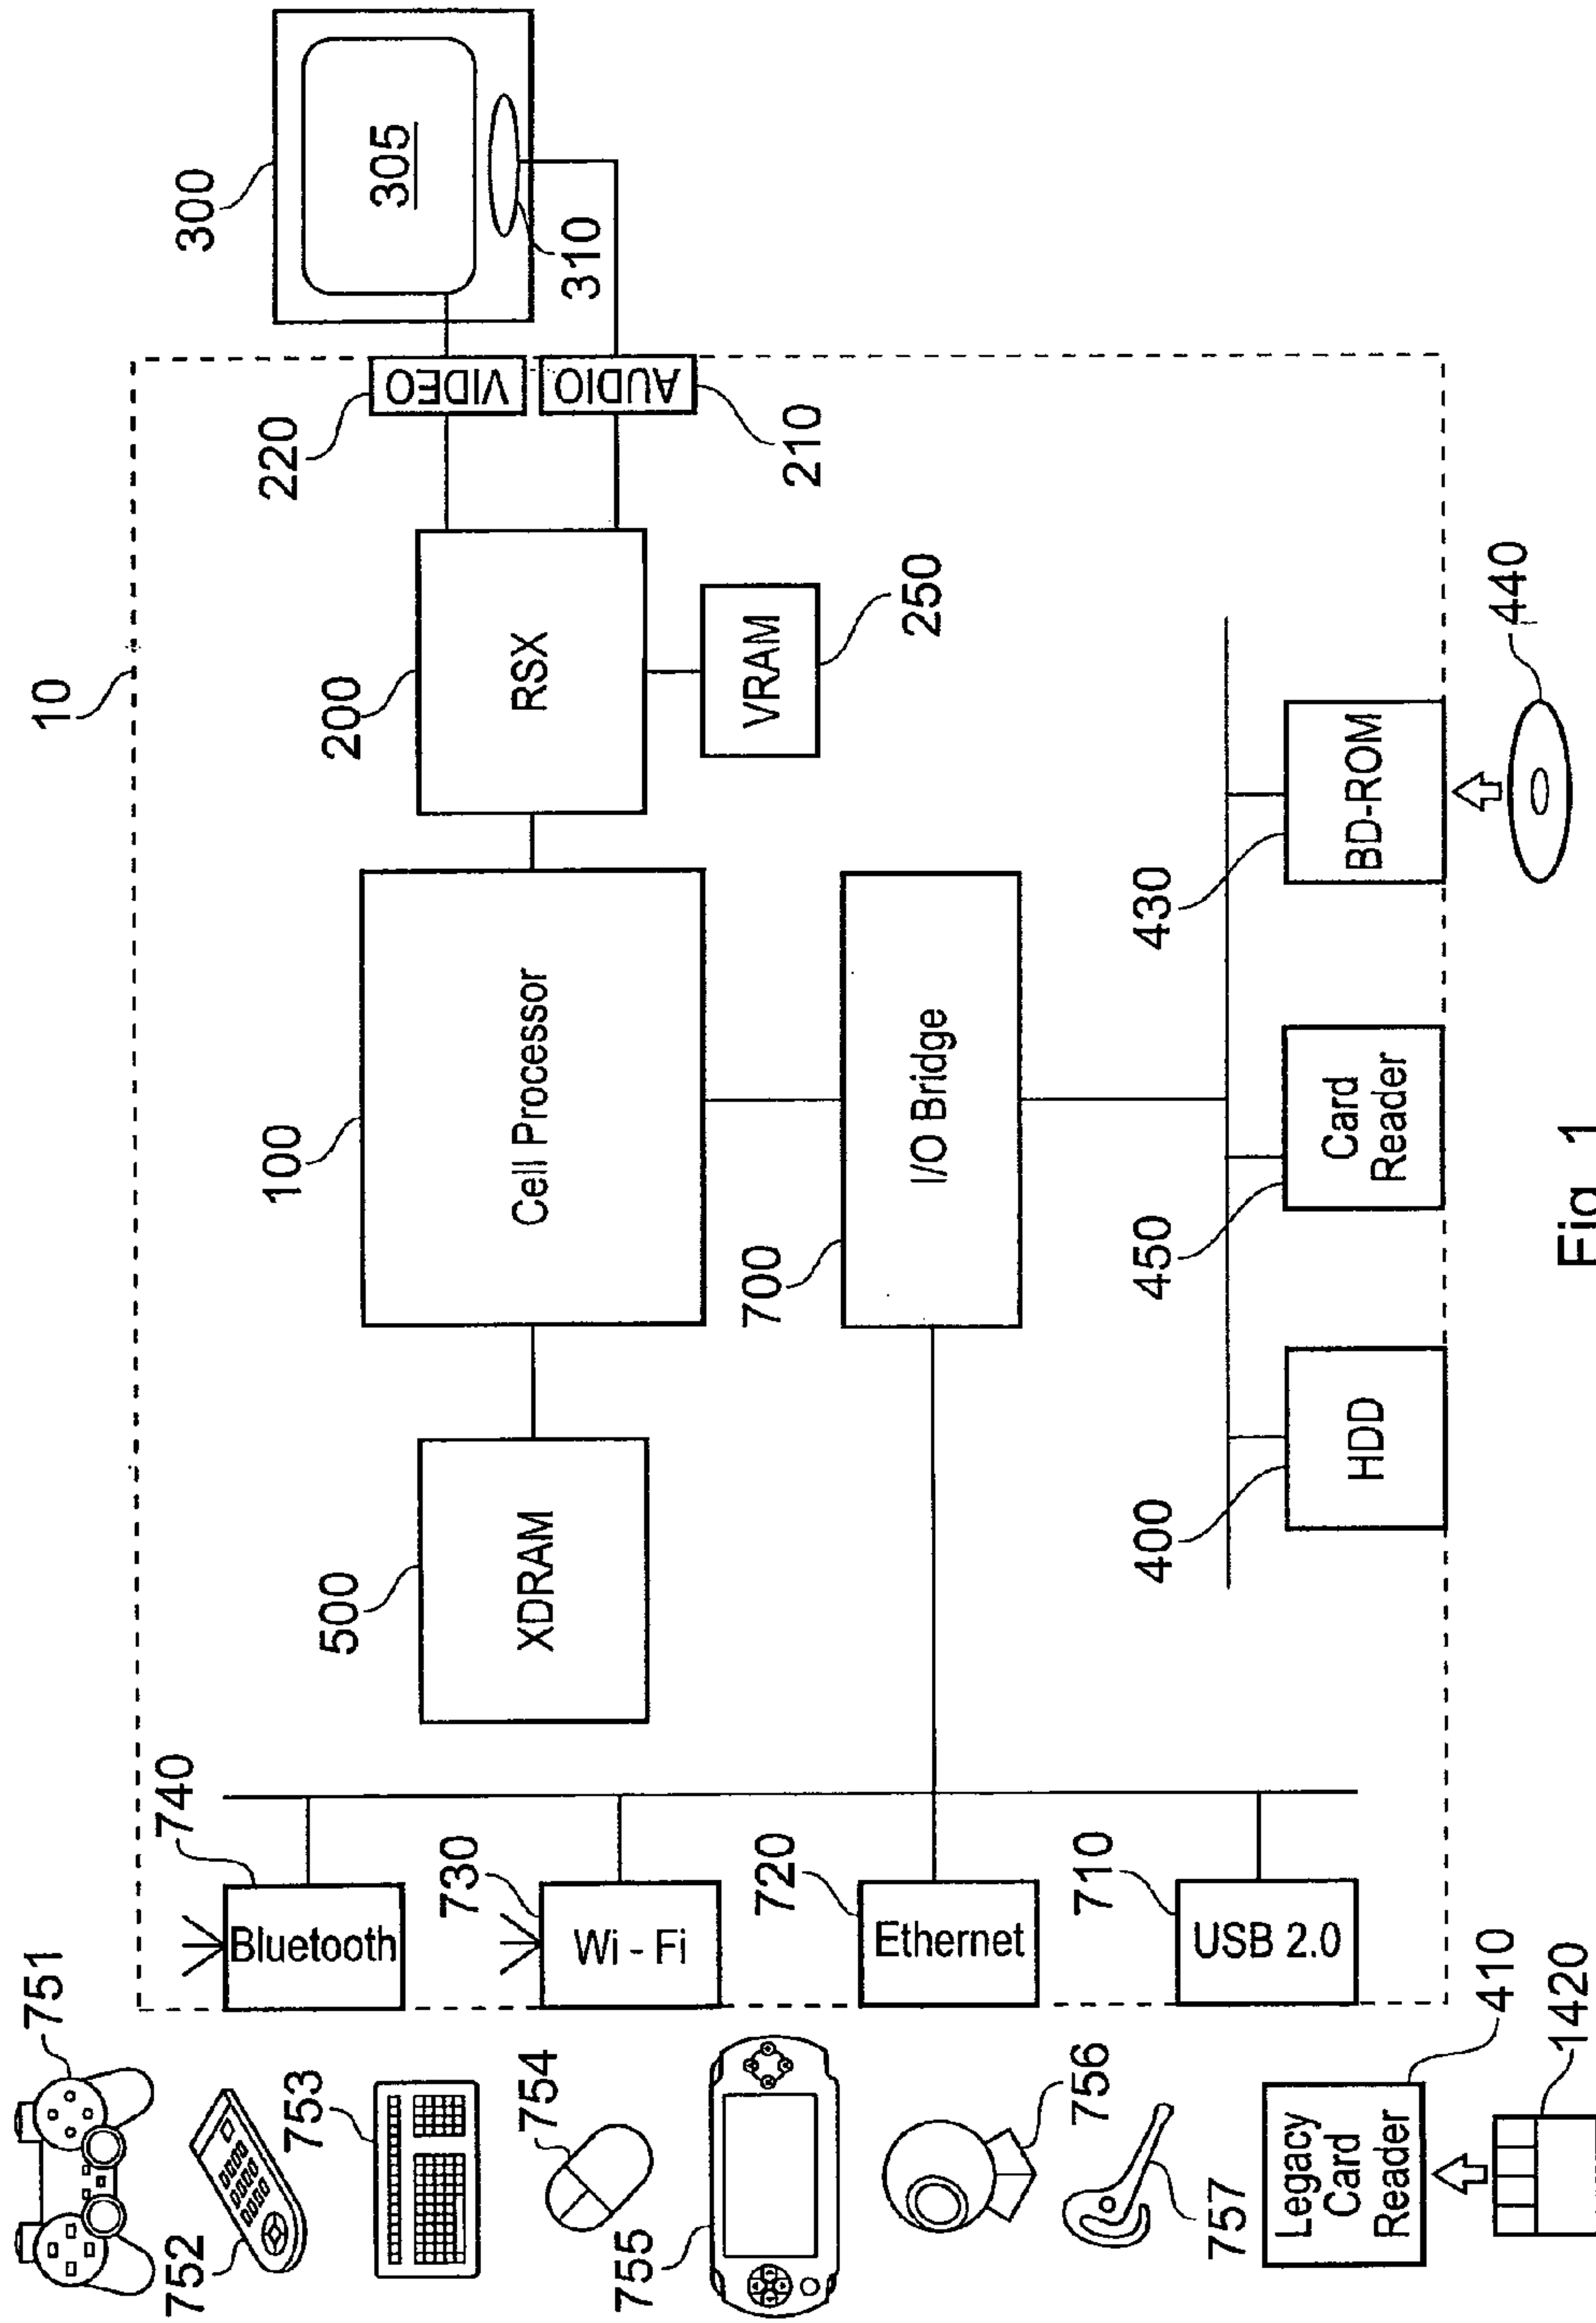 751
752
753
754
755
756
757
Legacy
Card
Reader
410
1420
740
Bluetooth
730
Wi - Fi
720
Ethernet
710
USB 2.0
10
500
XDRAM
100
Cell Processor
200
RSX
VRAM
250
220
VIDEO
AUDIO
210
300
305
310
700
I/O Bridge
400
HDD
450
Card
Reader
430
BD-ROM
440
Fig. 1